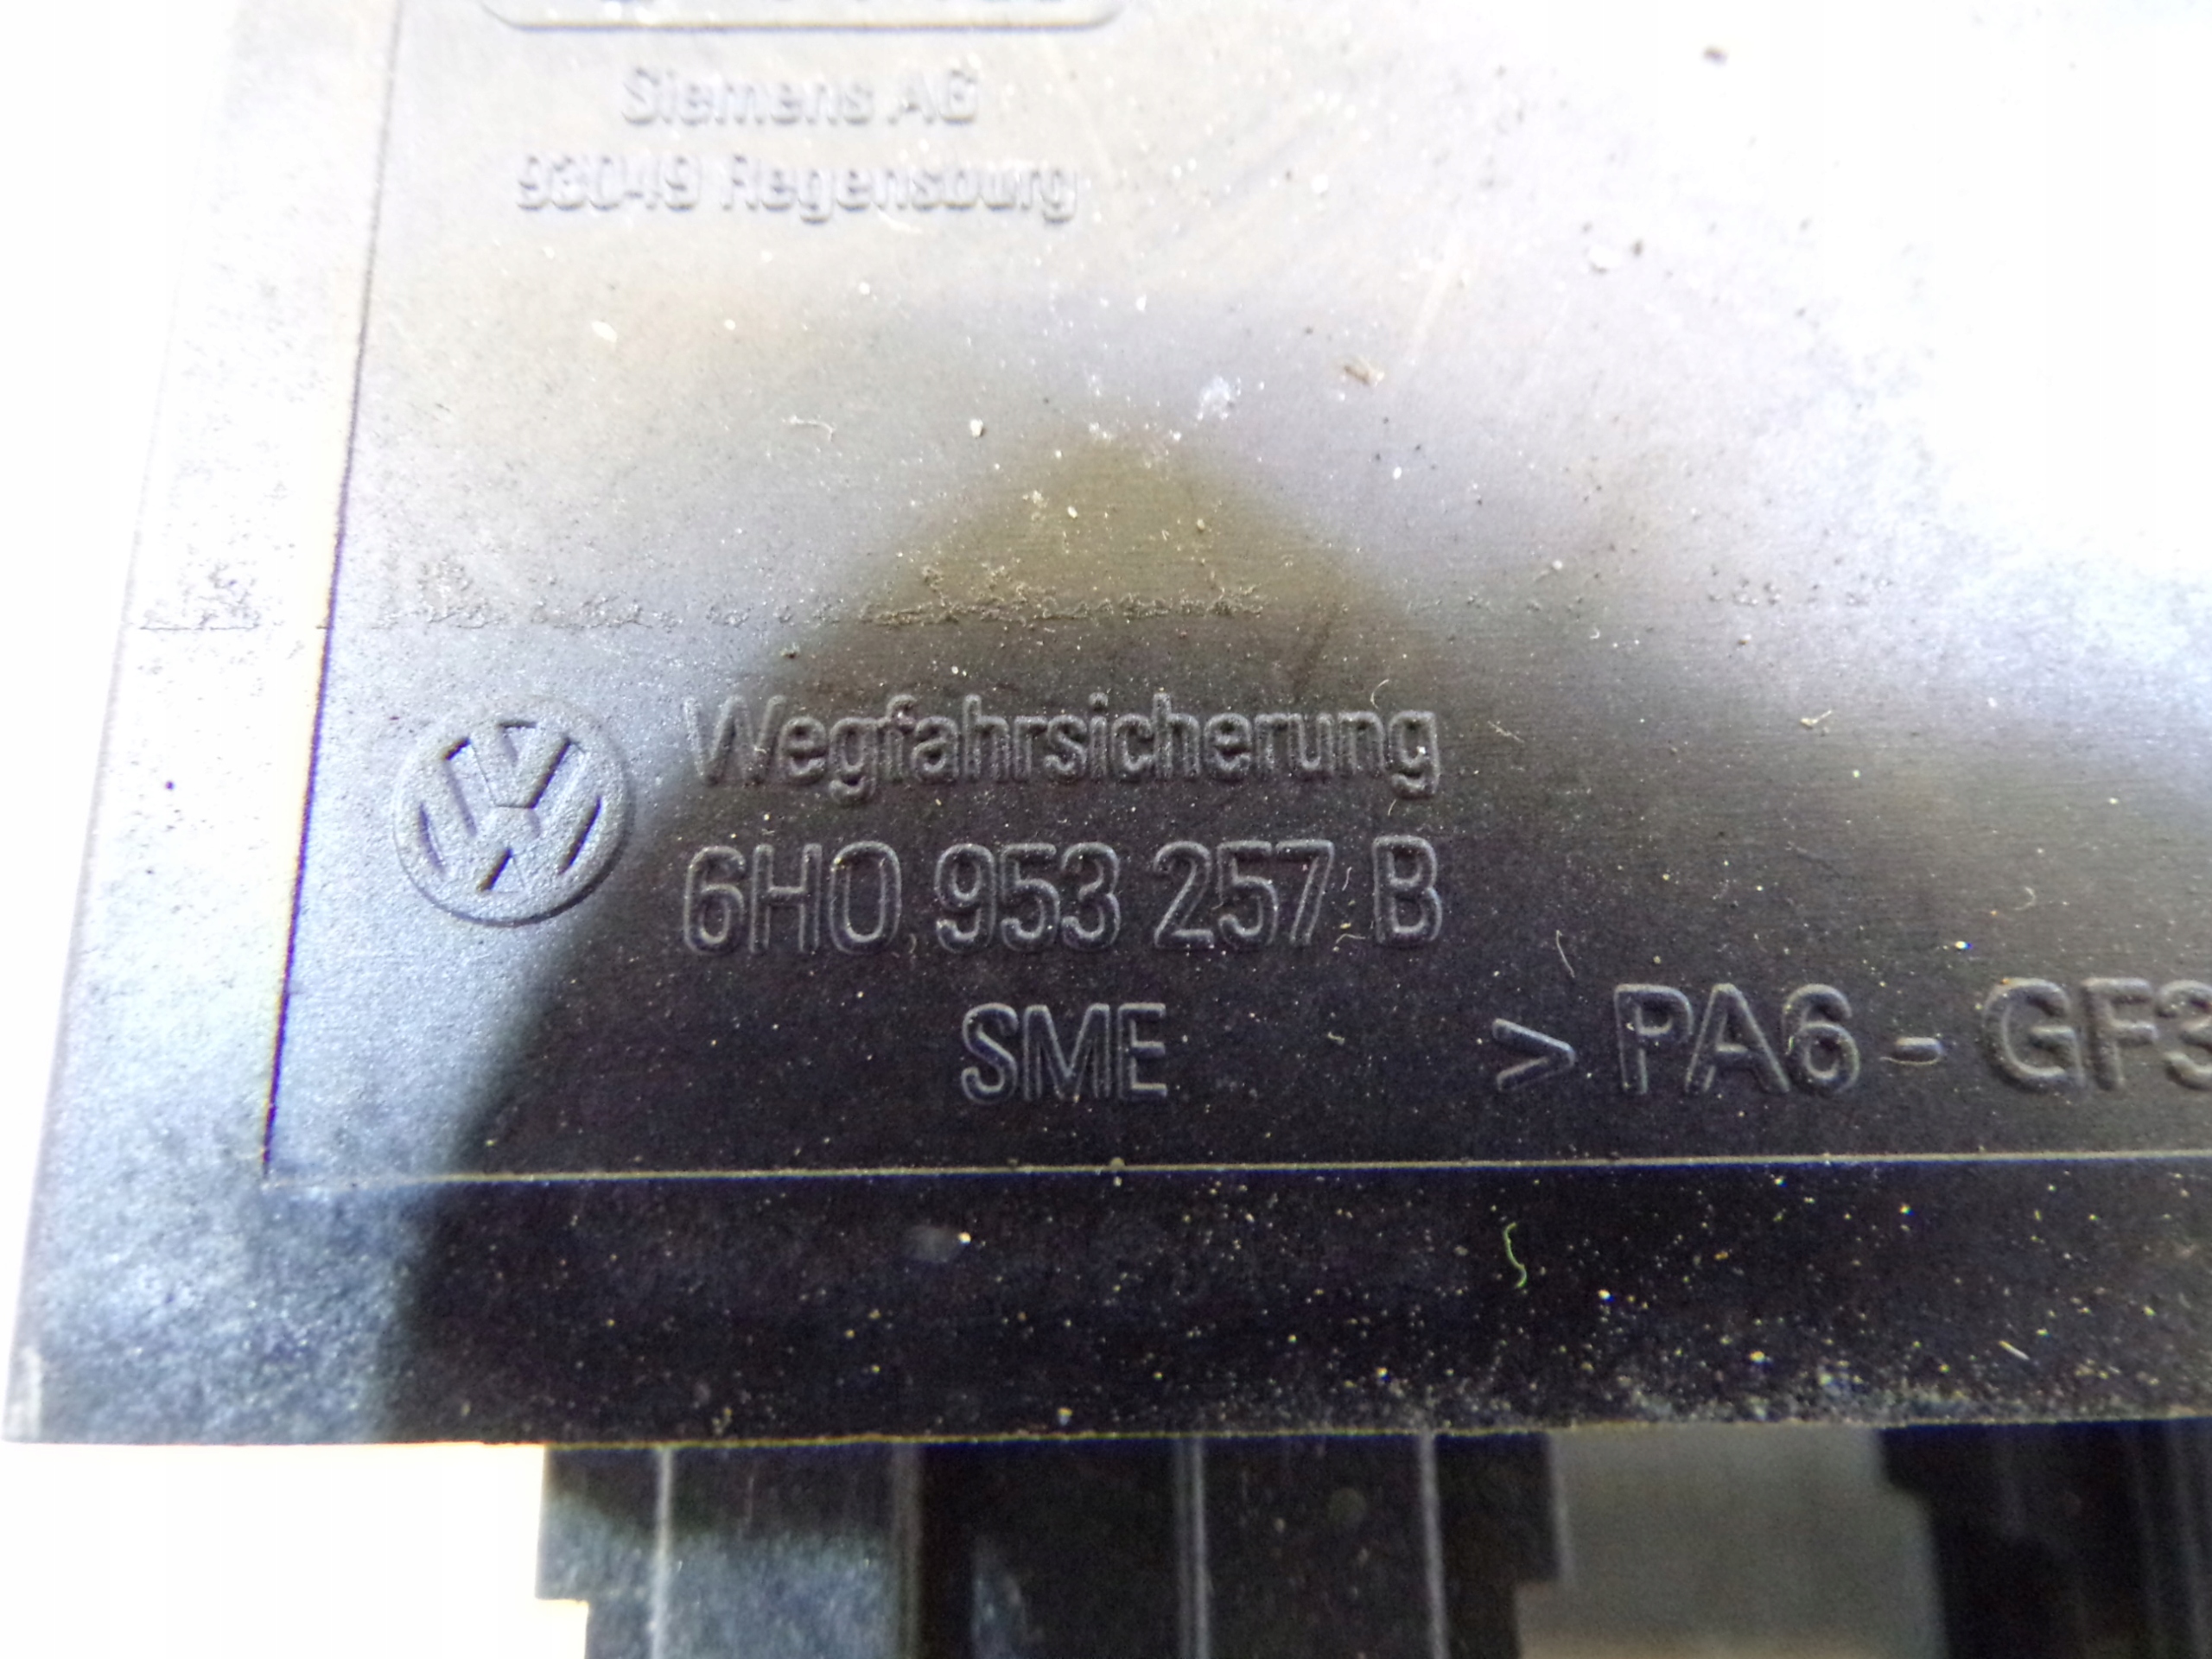 Siemens AG
93049 Regensburg
Wegfahrsicherung
6H0 953 257 B
SME
> PA6 - GF3